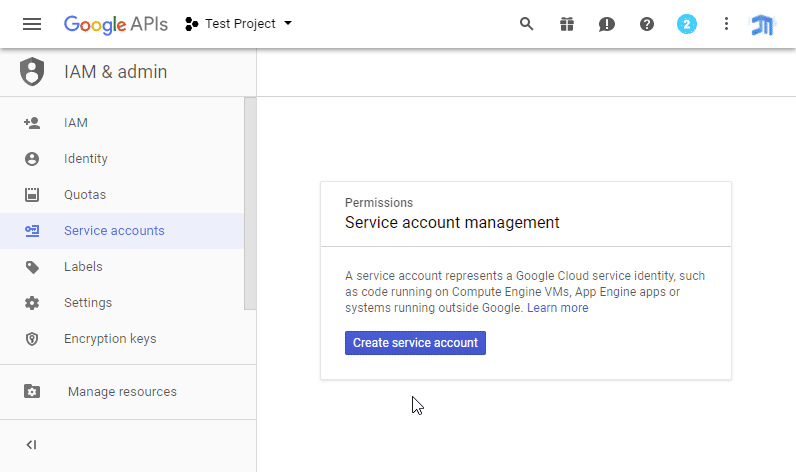 Google APIs
Test Project
2
IAM & admin
IAM
Identity
Quotas
Service accounts
Labels
Settings
Encryption keys
Manage resources
Permissions
Service account management
A service account represents a Google Cloud service identity, such
as code running on Compute Engine VMs, App Engine apps or
systems running outside Google. Learn more
Create service account